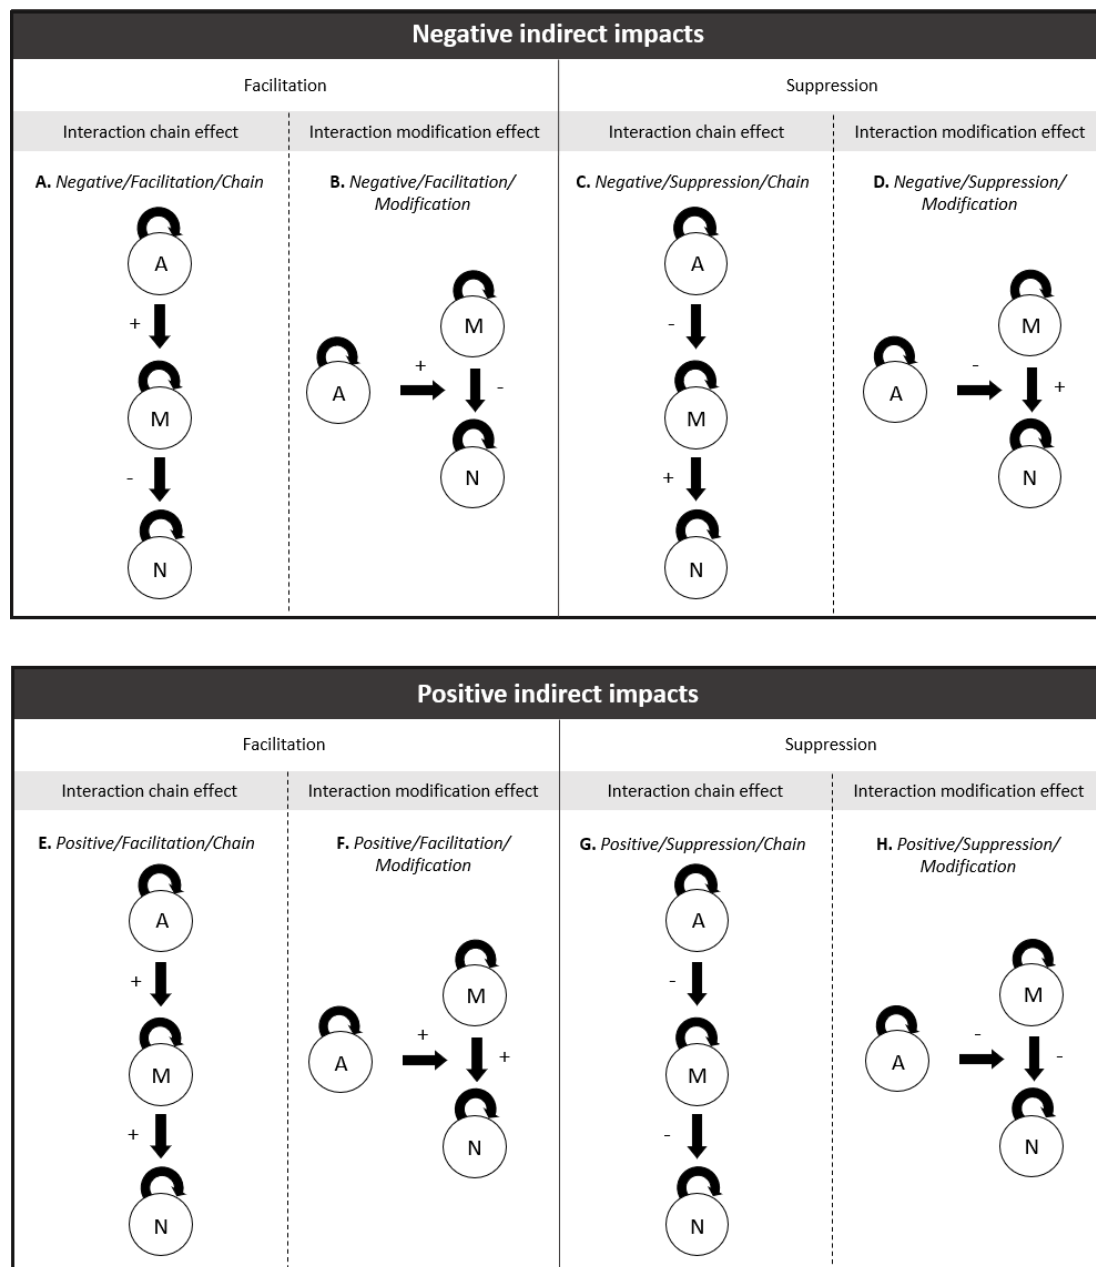 Negative indirect impacts
Facilitation
Suppression
Interaction chain effect
Interaction modification effect
Interaction chain effect
Interaction modification effect
A. Negative/Facilitation/Chain
A
+
M
-
N
B. Negative/Facilitation/
Modification
M
A
+
-
N
C. Negative/Suppression/Chain
A
-
M
+
N
D. Negative/Suppression/
Modification
M
A
-
+
N
Positive indirect impacts
Facilitation
Suppression
Interaction chain effect
Interaction modification effect
Interaction chain effect
Interaction modification effect
E. Positive/Facilitation/Chain
A
+
M
+
N
F. Positive/Facilitation/
Modification
M
A
+
+
N
G. Positive/Suppression/Chain
A
-
M
-
N
H. Positive/Suppression/
Modification
M
A
-
-
N